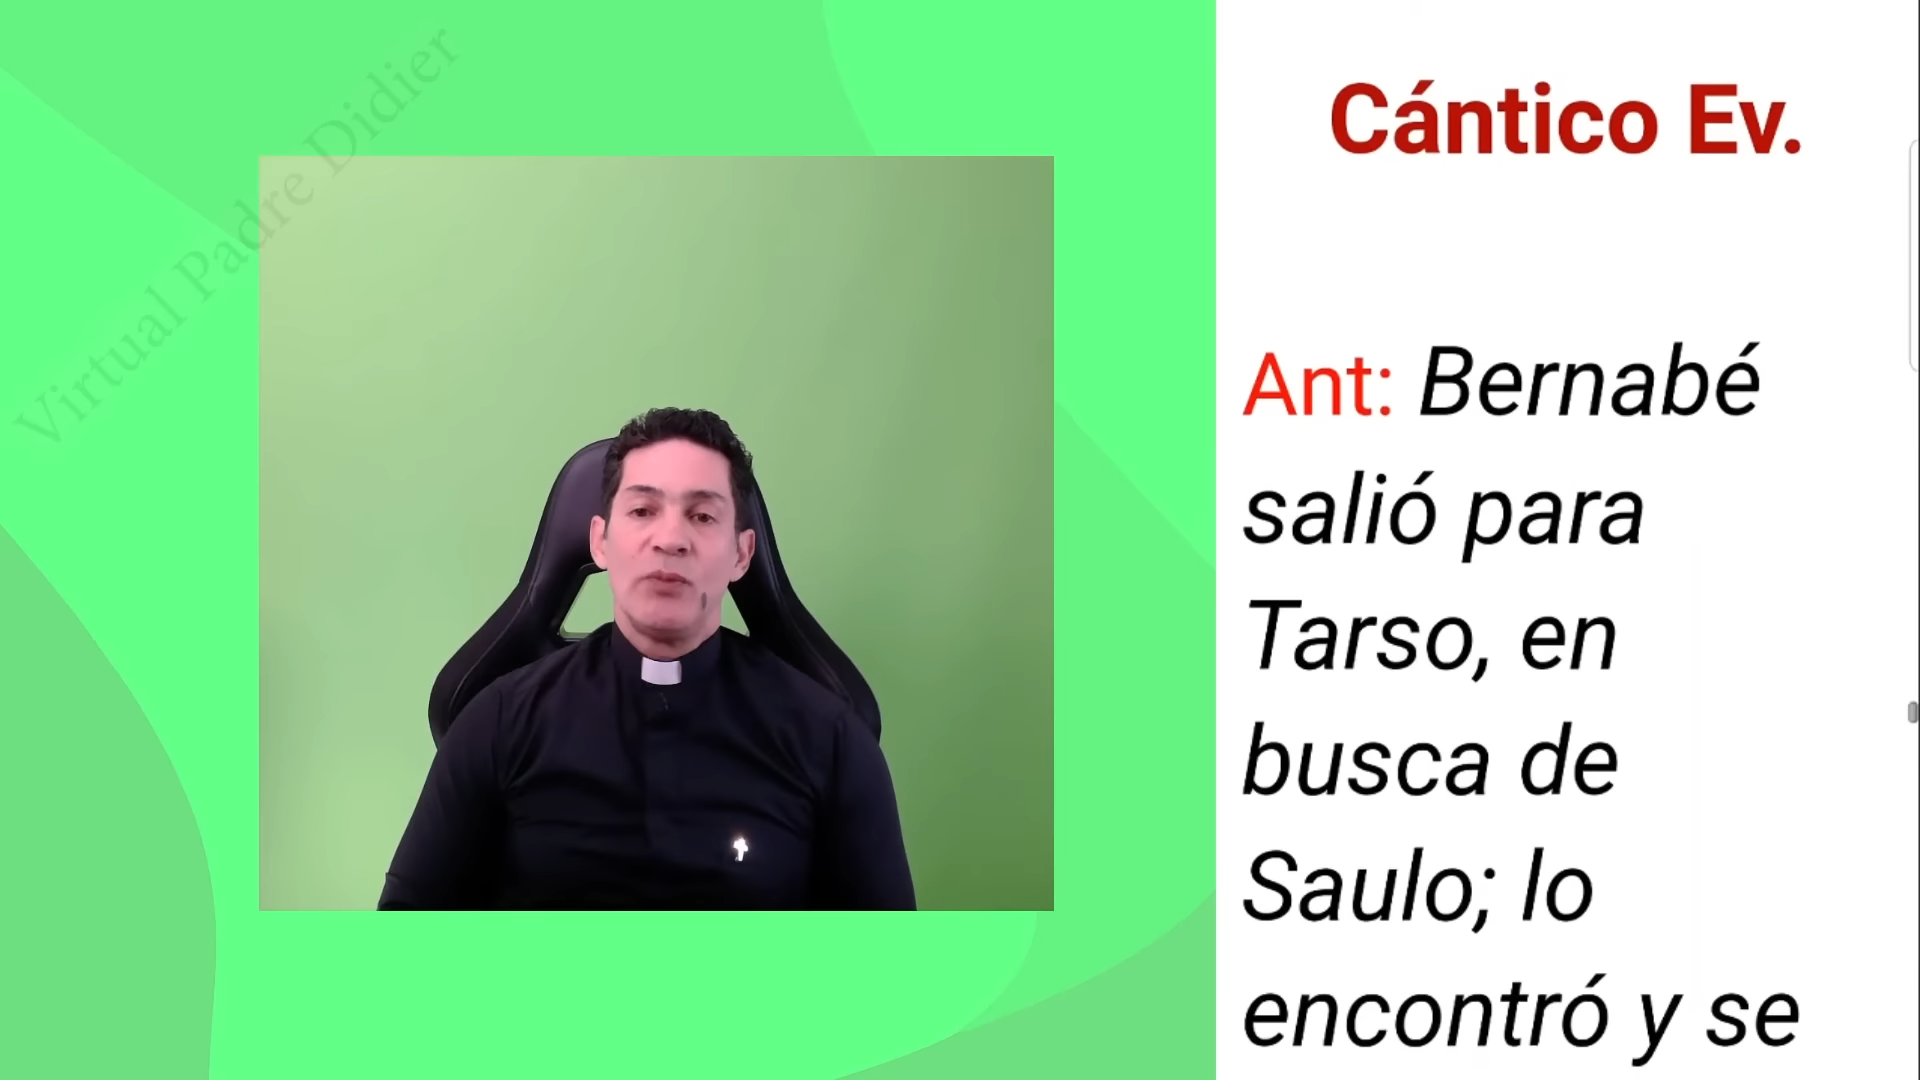 Virtual Padre Didier
Cántico Ev.
Ant: Bernabé
salió para
Tarso, en
busca de
Saulo; lo
encontró y se